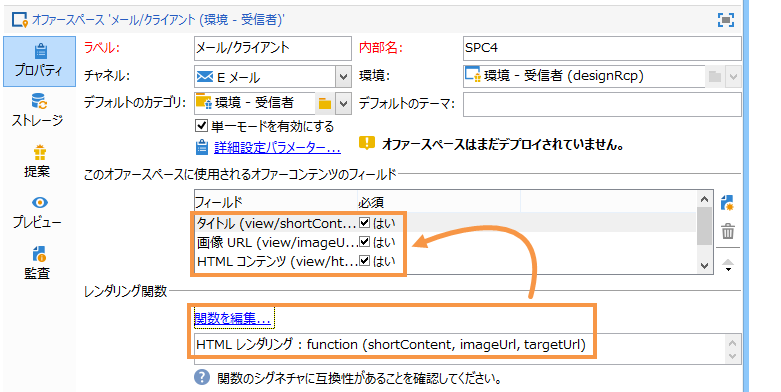 オファースペース 'メール/クライアント (環境 - 受信者)'
プロパティ
ストレージ
提案
プレビュー
監査
ラベル: メール/クライアント 内部名: SPC4
チャネル: E メール 環境: 環境 - 受信者 (designRcp)
デフォルトのカテゴリ: 環境 - 受信者 デフォルトのテーマ:
単一モードを有効にする
詳細設定パラメーター... オファースペースはまだデプロイされていません。
このオファースペースに使用されるオファーコンテンツのフィールド
フィールド 必須
タイトル (view/shortCont... はい
画像 URL (view/imageU... はい
HTML コンテンツ (view/ht... はい
レンダリング関数
関数を編集...
HTML レンダリング : function (shortContent, imageUrl, targetUrl)
関数のシグネチャに互換性があることを確認してください。